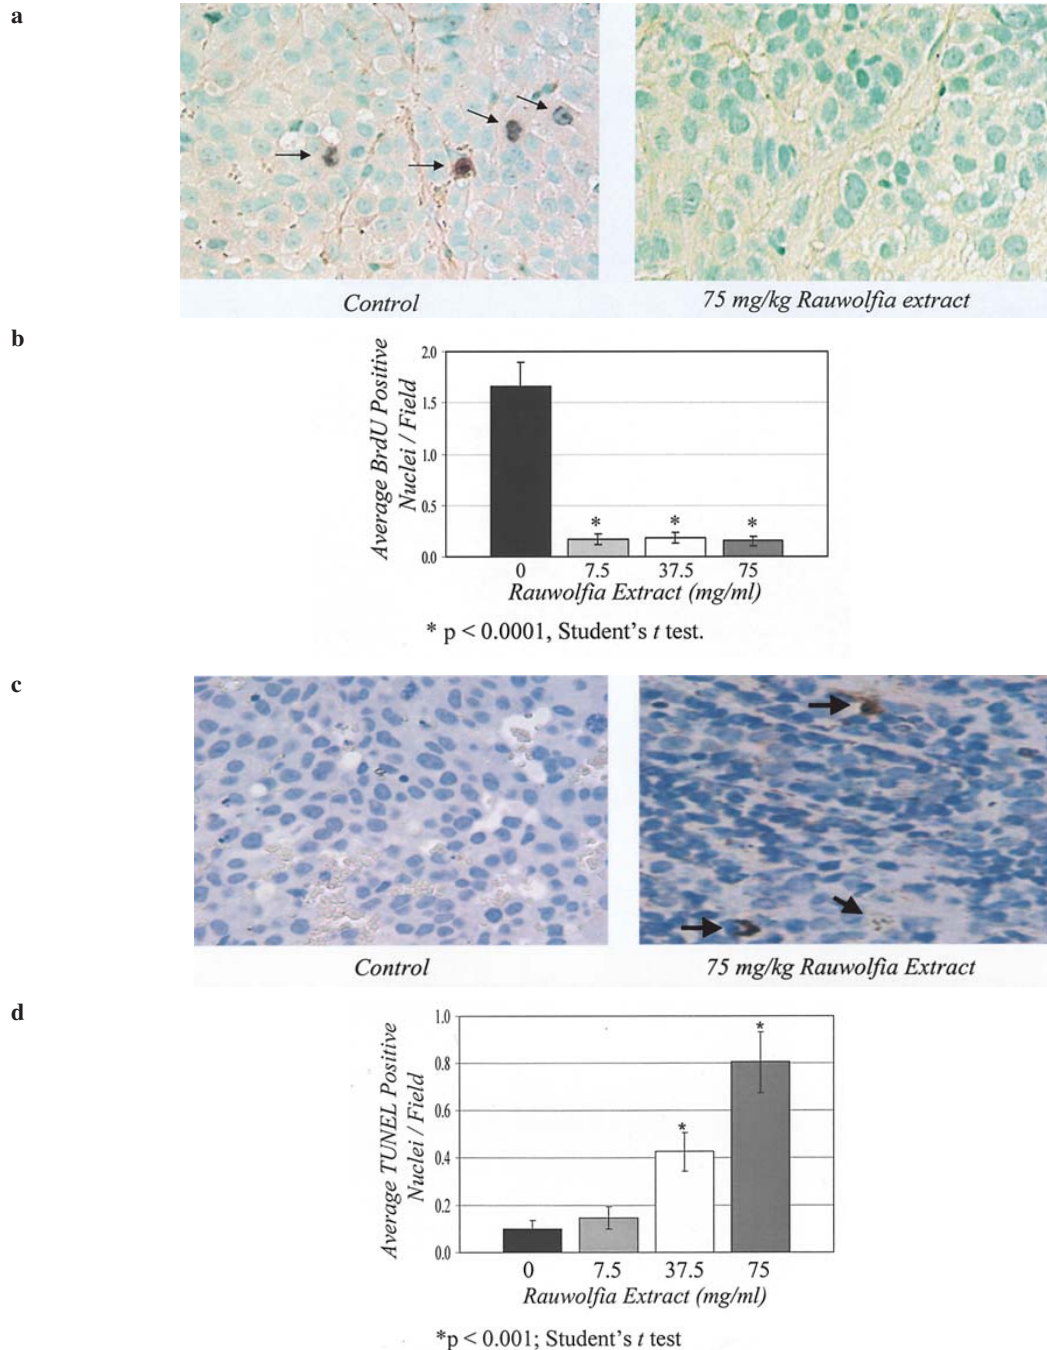 a
Control
75 mg/kg Rauwolfia extract
b
Average BrdU Positive
Nuclei / Field
2.0
1.5
1.0
0.5
0.0
0
7.5
37.5
75
*
*
*
Rauwolfia Extract (mg/ml)
* p < 0.0001, Student's t test.
c
Control
75 mg/kg Rauwolfia Extract
d
Average TUNEL Positive
Nuclei / Field
1.0
0.8
0.6
0.4
0.2
0.0
*
*
0
7.5
37.5
75
Rauwolfia Extract (mg/ml)
*p < 0.001; Student's t test